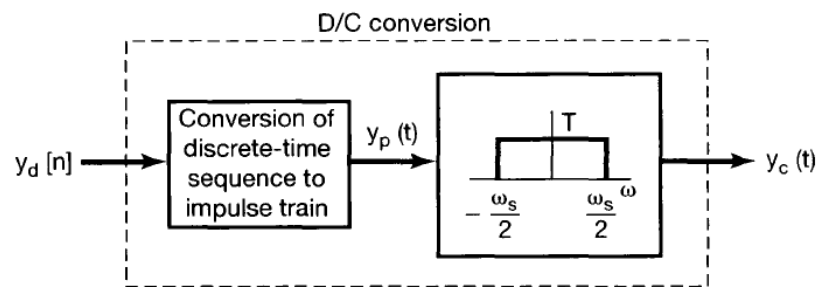 D/C conversion
Conversion of
discrete-time
sequence to
impulse train
y_d [n]
y_p (t)
T
y_c (t)
ω
- ω_s/2
ω_s/2